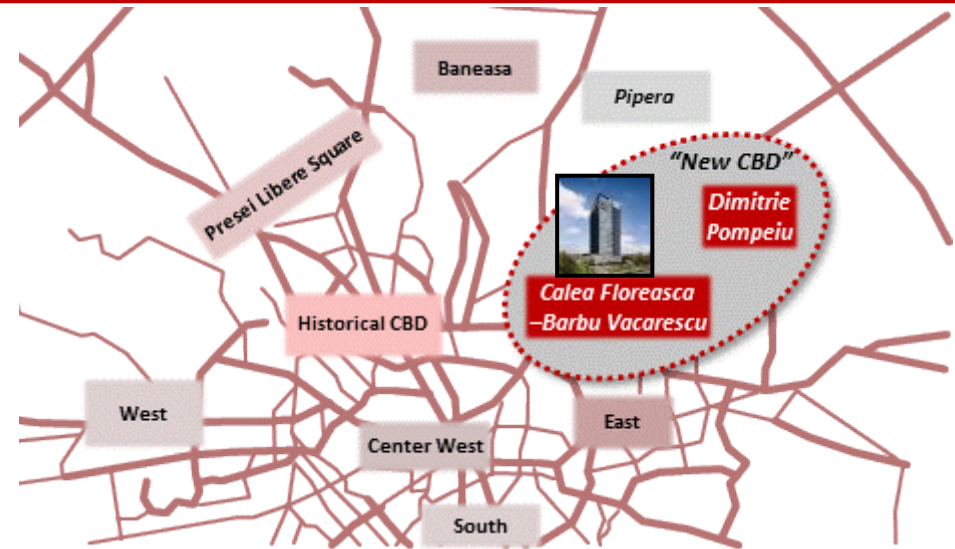 Baneasa
Pipera
Presei Libere Square
“New CBD”
Dimitrie
Pompeiu
Calea Floreasca
–Barbu Vacarescu
Historical CBD
West
East
Center West
South